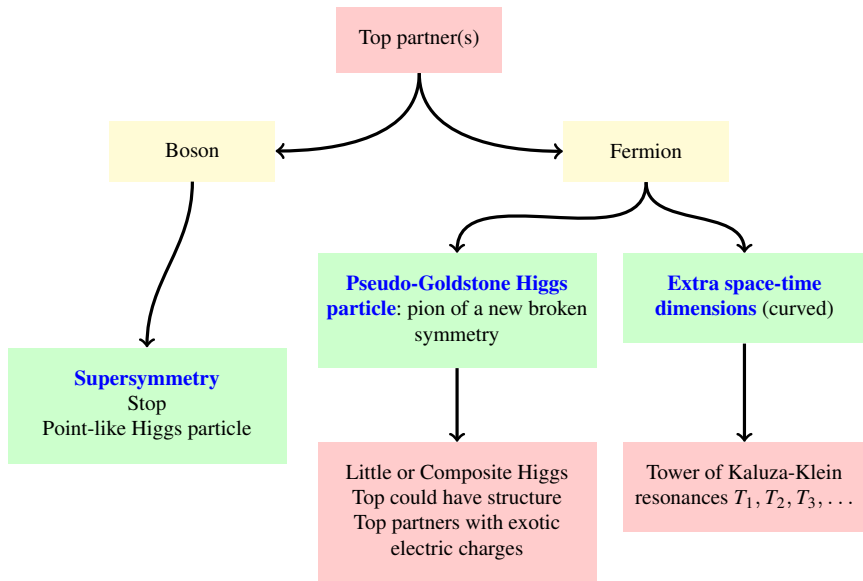 Top partner(s)
Boson
Fermion
Pseudo-Goldstone Higgs
particle: pion of a new broken
symmetry
Extra space-time
dimensions (curved)
Supersymmetry
Stop
Point-like Higgs particle
Little or Composite Higgs
Top could have structure
Top partners with exotic
electric charges
Tower of Kaluza-Klein
resonances T₁, T₂, T₃, . . .